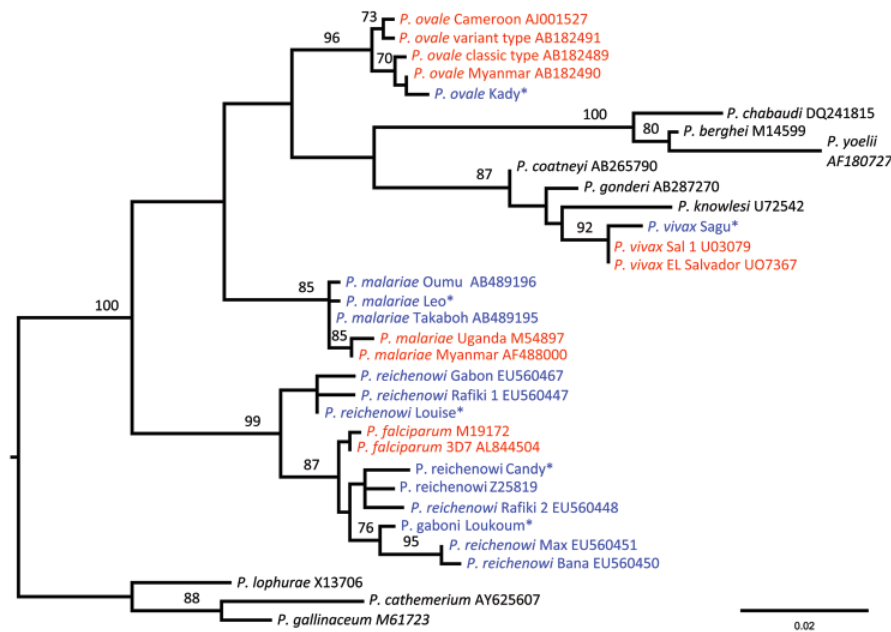 73
P. ovale Cameroon AJ001527
96
P. ovale variant type AB182491
P. ovale classic type AB182489
70
P. ovale Myanmar AB182490
P. ovale Kady*
100
P. chabaudi DQ241815
80
P. berghei M14599
P. yoelii
AF180727
P. coatneyi AB265790
87
P. gonderi AB287270
P. knowlesi U72542
92
P. vivax Sagu*
P. vivax Sal 1 U03079
P. vivax EL Salvador UO7367
P. malariae Oumu AB489196
85
P. malariae Leo*
100
P. malariae Takaboh AB489195
85
P. malariae Uganda M54897
P. malariae Myanmar AF488000
P. reichenowi Gabon EU560467
P. reichenowi Rafiki 1 EU560447
P. reichenowi Louise*
99
P. falciparum M19172
P. falciparum 3D7 AL844504
87
P. reichenowi Candy*
P. reichenowi Z25819
P. reichenowi Rafiki 2 EU560448
76
P. gaboni Loukoum*
95
P. reichenowi Max EU560451
P. reichenowi Bana EU560450
P. lophurae X13706
88
P. cathemerium AY625607
P. gallinaceum M61723
0.02